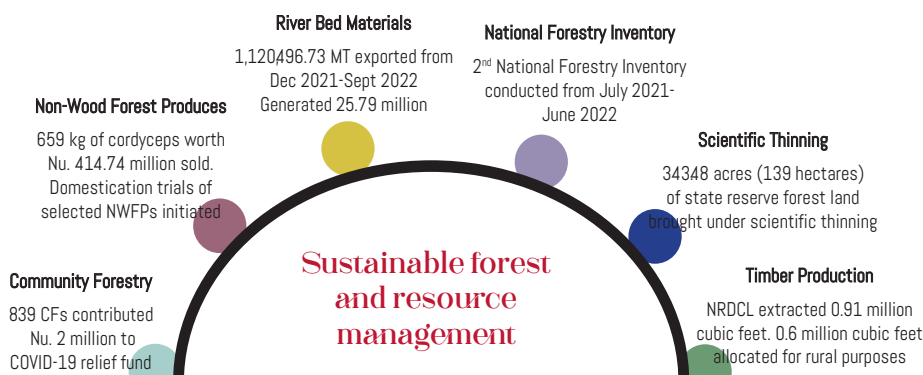 River Bed Materials
1,120,496.73 MT exported from
Dec 2021-Sept 2022
Generated 25.79 million
National Forestry Inventory
2nd National Forestry Inventory
conducted from July 2021-
June 2022
Non-Wood Forest Produces
659 kg of cordyceps worth
Nu. 414.74 million sold.
Domestication trials of
selected NWFPs initiated
Scientific Thinning
343.48 acres (139 hectares)
of state reserve forest land
brought under scientific thinning
Community Forestry
839 CFs contributed
Nu. 2 million to
COVID-19 relief fund
Sustainable forest
and resource
management
Timber Production
NRDCL extracted 0.91 million
cubic feet. 0.6 million cubic feet
allocated for rural purposes